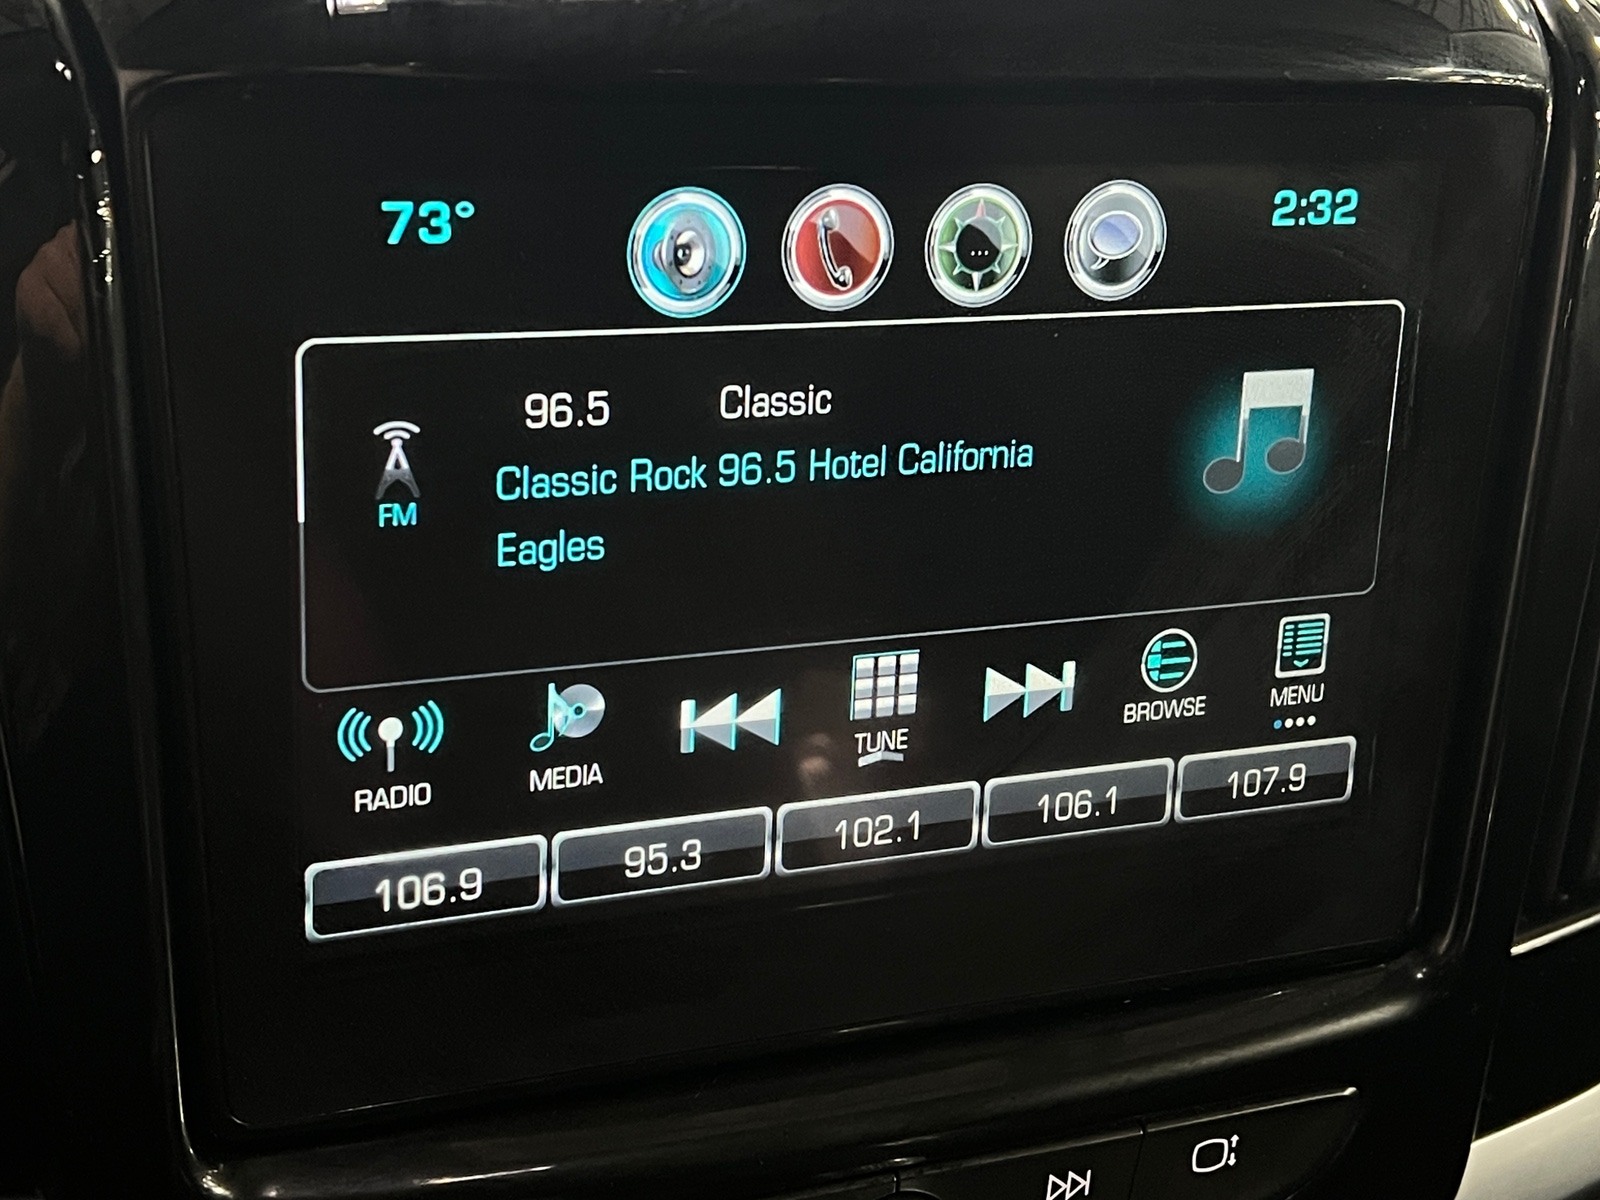 73° 2:32
96.5 Classic
Classic Rock 96.5 Hotel California
Eagles
FM
RADIO MEDIA TUNE BROWSE MENU
106.9 95.3 102.1 106.1 107.9